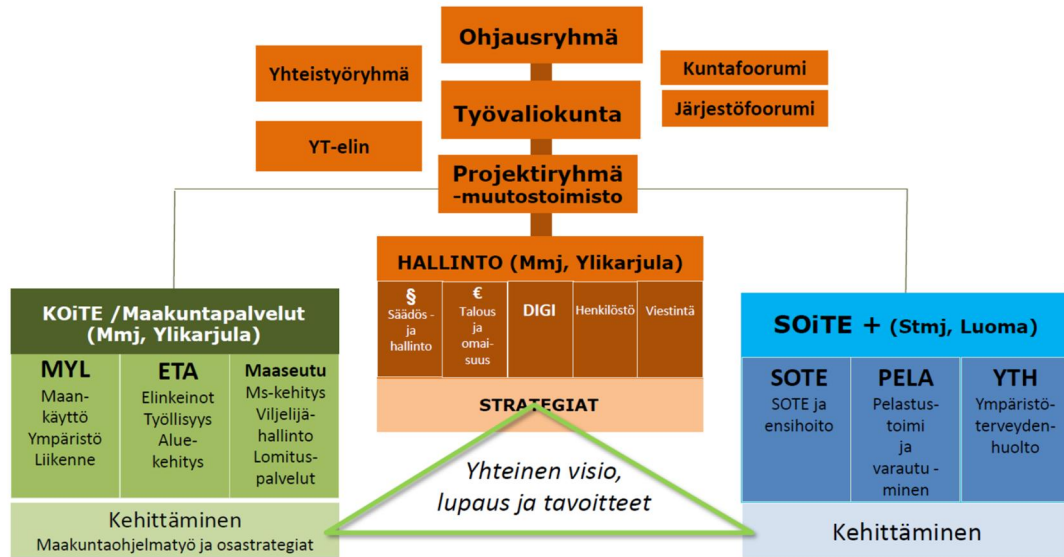 Ohjausryhmä
Yhteistyöryhmä
Kuntafoorumi
Työvaliokunta
Järjestöfoorumi
YT-elin
Projektiryhmä
-muutostoimisto
HALLINTO (Mmj, Ylikarjula)
§
Säädös -
ja
hallinto
€
Talous
ja
omai-
suus
DIGI
Henkilöstö
Viestintä
STRATEGIAT
KOiTE /Maakuntapalvelut
(Mmj, Ylikarjula)
MYL
Maan-
käyttö
Ympäristö
Liikenne
ETA
Elinkeinot
Työllisyys
Alue-
kehitys
Maaseutu
Ms-kehitys
Viljelijä-
hallinto
Lomitus-
palvelut
Kehittäminen
Maakuntaohjelmatyö ja osastrategiat
Yhteinen visio,
lupaus ja tavoitteet
SOiTE + (Stmj, Luoma)
SOTE
SOTE ja
ensihoito
PELA
Pelastus-
toimi
ja
varautu -
minen
YTH
Ympäristö-
terveyden-
huolto
Kehittäminen